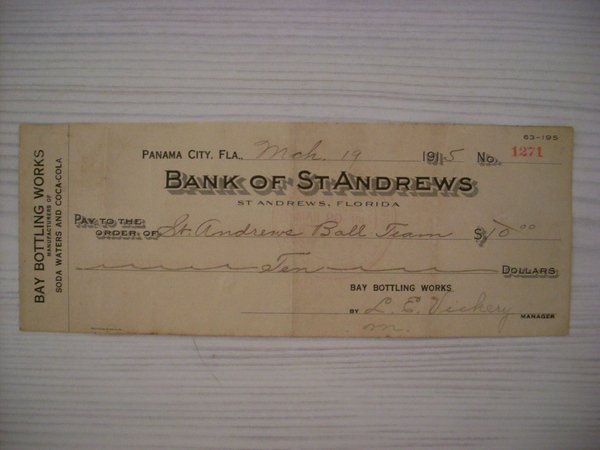 63-195
BAY BOTTLING WORKS
MANUFACTURERS OF
SODA WATERS AND COCA-COLA
PANAMA CITY, FLA., Mch. 19 1915 No. 1271
BANK OF ST ANDREWS
ST ANDREWS, FLORIDA
PAY TO THE
ORDER OF St. Andrews Ball Team $10 00
Ten DOLLARS
BAY BOTTLING WORKS
BY L. E. Vickery MANAGER
m.